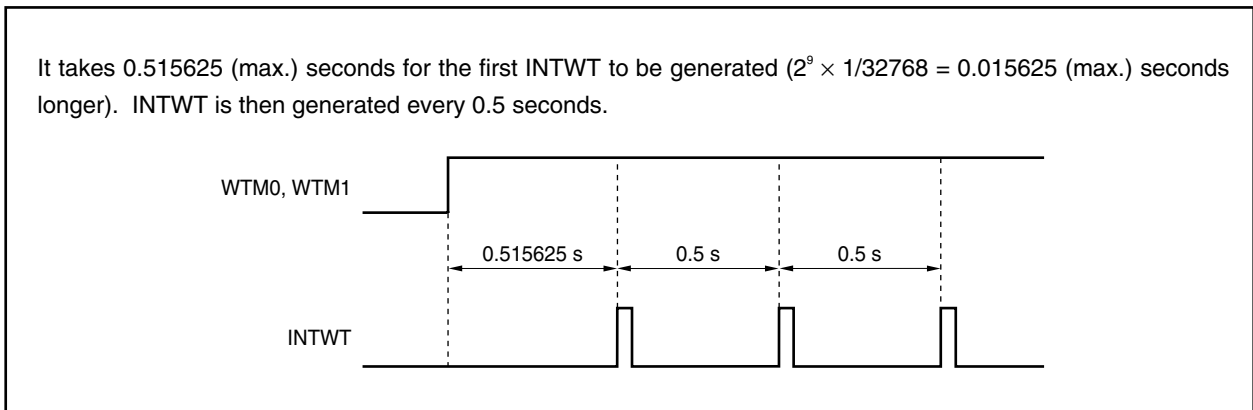 It takes 0.515625 (max.) seconds for the first INTWT to be generated (2⁹ × 1/32768 = 0.015625 (max.) seconds
longer). INTWT is then generated every 0.5 seconds.
WTM0, WTM1
0.515625 s 0.5 s 0.5 s
INTWT